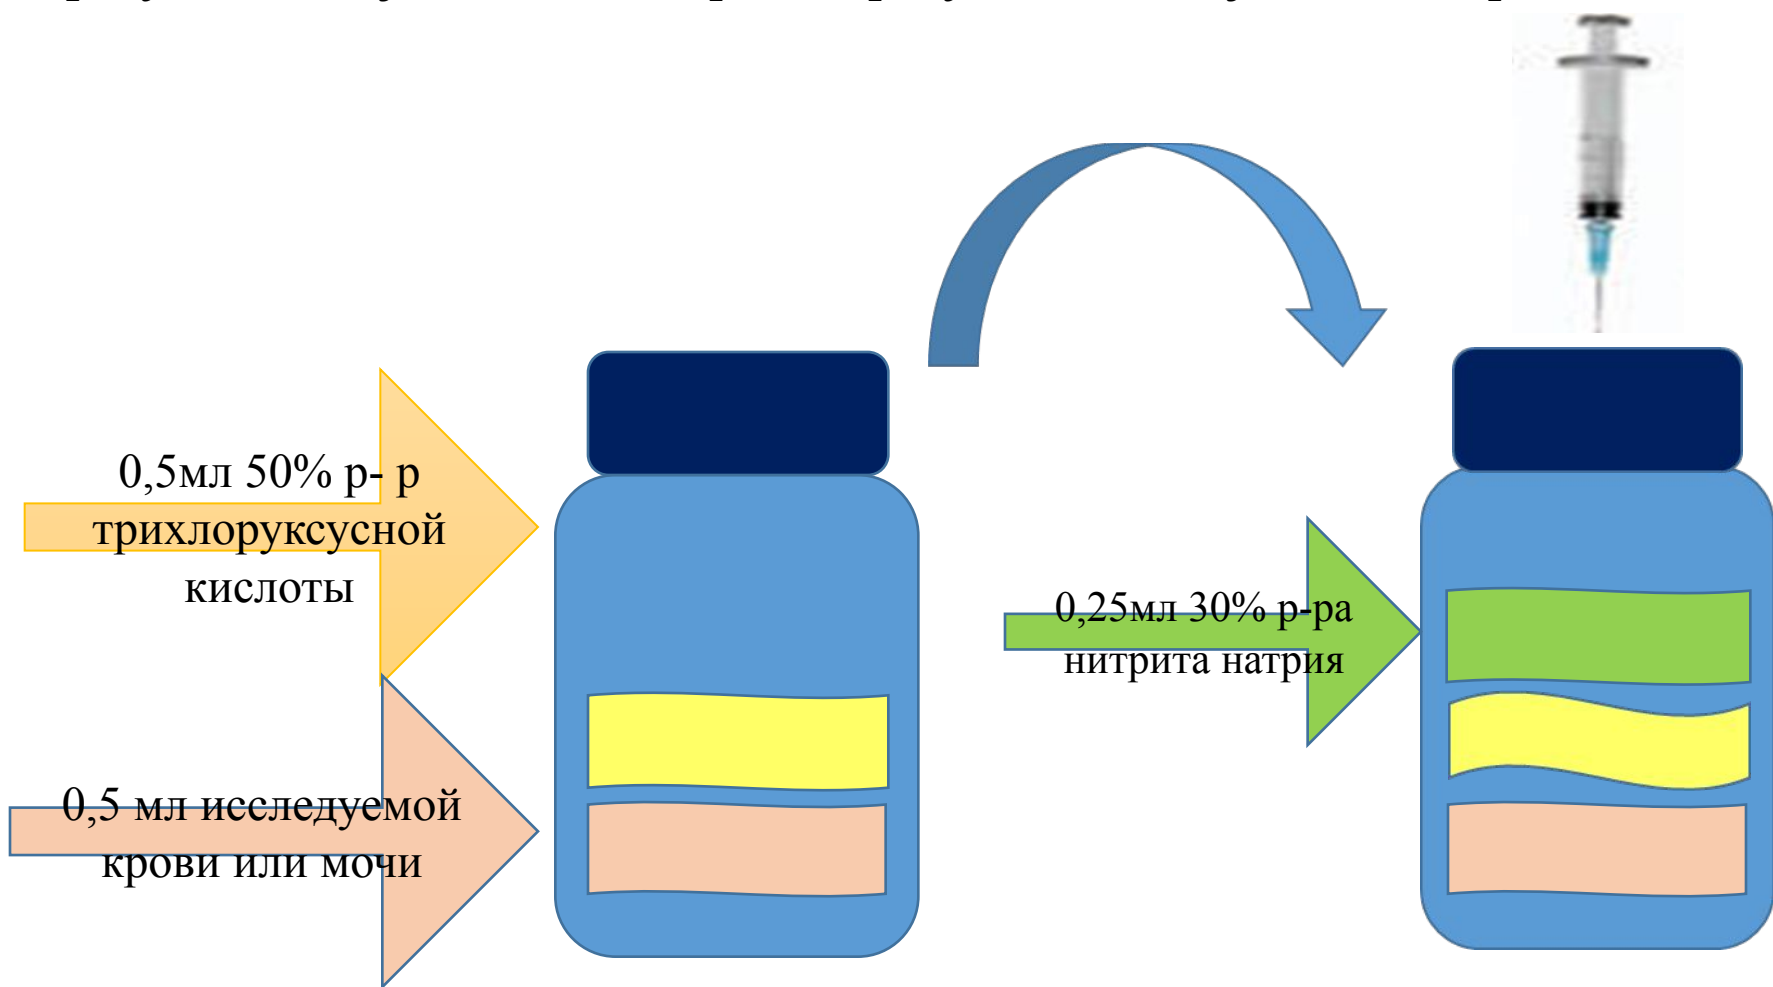 0,5мл 50% р- р
трихлоруксусной
кислоты
0,5 мл исследуемой
крови или мочи
0,25мл 30% р-ра
нитрита натрия